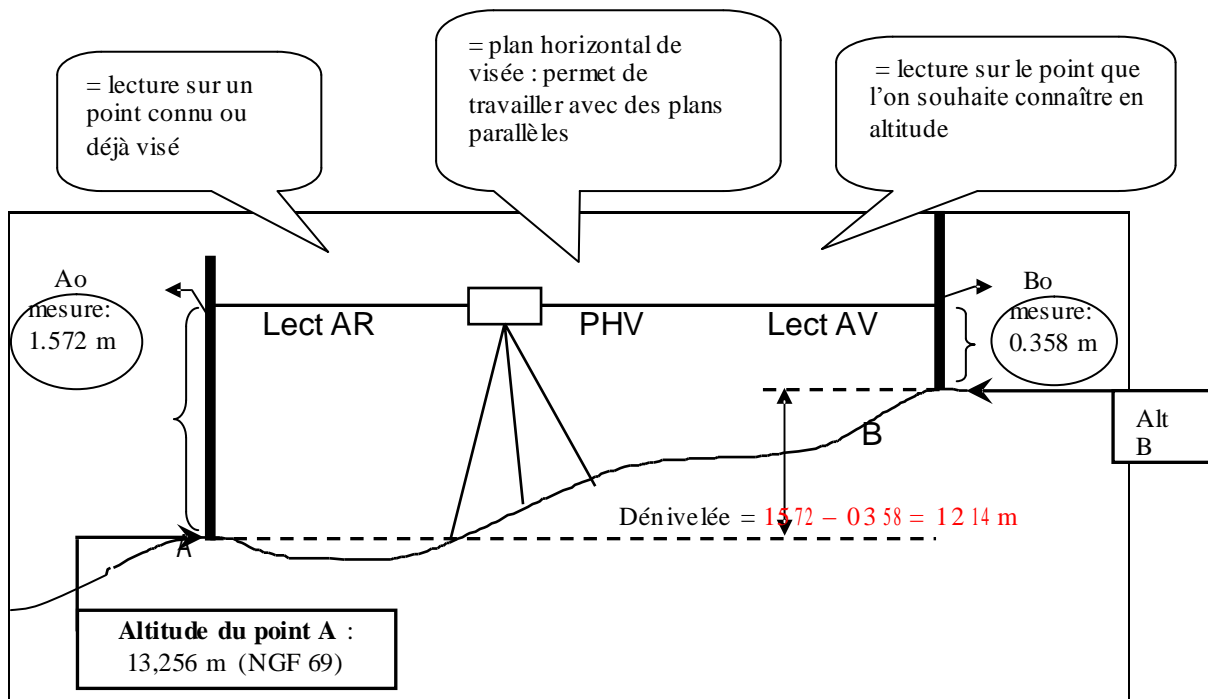 = lecture sur un
point connu ou
déjà visé
= plan horizontal de
visée : permet de
travailler avec des plans
parallèles
= lecture sur le point que
l'on souhaite connaître en
altitude
Ao
mesure:
1.572 m
Lect AR
PHV
Lect AV
Bo
mesure:
0.358 m
B
Alt
B
Dénivelée = 1572 – 0358 = 1214 m
A
Altitude du point A :
13,256 m (NGF 69)